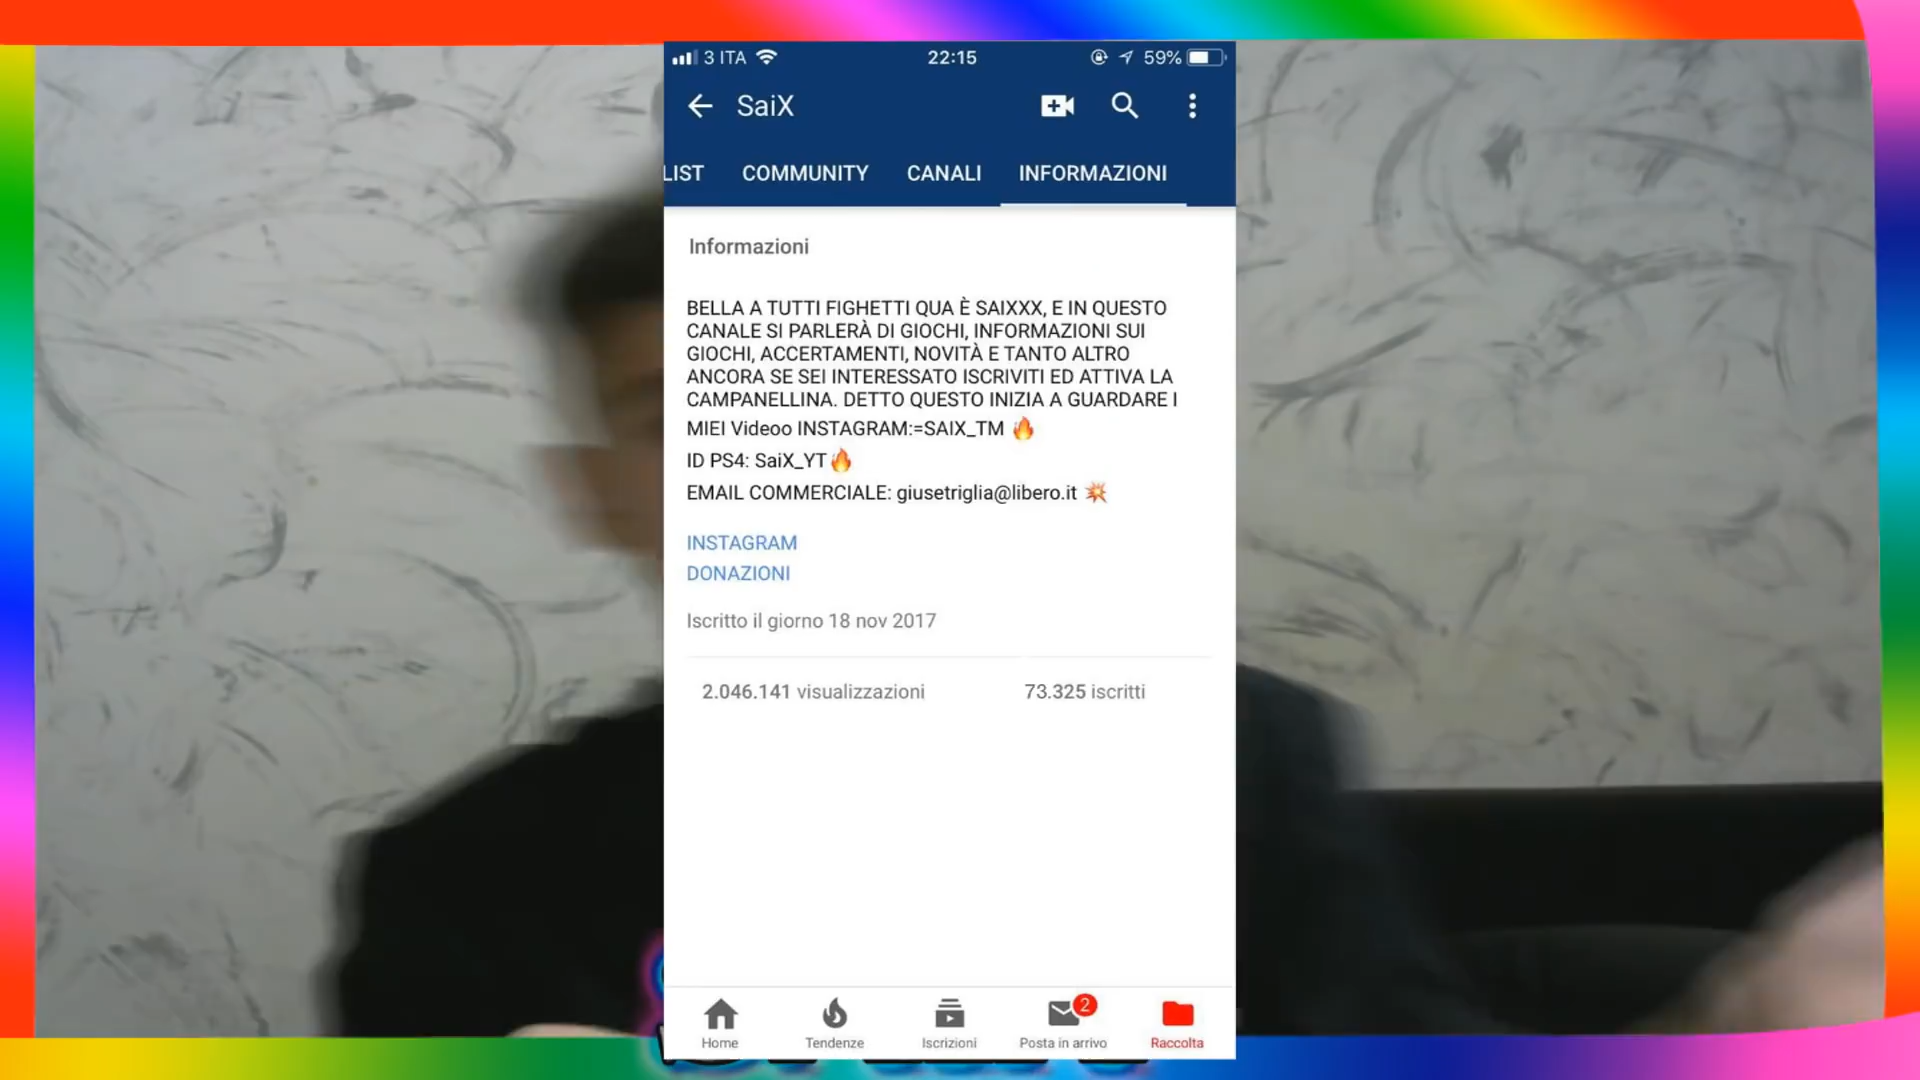 3 ITA 22:15 59%
SaiX
LIST COMMUNITY CANALI INFORMAZIONI
Informazioni
BELLA A TUTTI FIGHETTI QUA È SAIXXX, E IN QUESTO
CANALE SI PARLERÀ DI GIOCHI, INFORMAZIONI SUI
GIOCHI, ACCERTAMENTI, NOVITÀ E TANTO ALTRO
ANCORA SE SEI INTERESSATO ISCRIVITI ED ATTIVA LA
CAMPANELLINA. DETTO QUESTO INIZIA A GUARDARE I
MIEI Videoo INSTAGRAM:=SAIX_TM 🔥
ID PS4: SaiX_YT🔥
EMAIL COMMERCIALE: giusetriglia@libero.it 💥
INSTAGRAM
DONAZIONI
Iscritto il giorno 18 nov 2017
2.046.141 visualizzazioni 73.325 iscritti
2
Home Tendenze Iscrizioni Posta in arrivo Raccolta